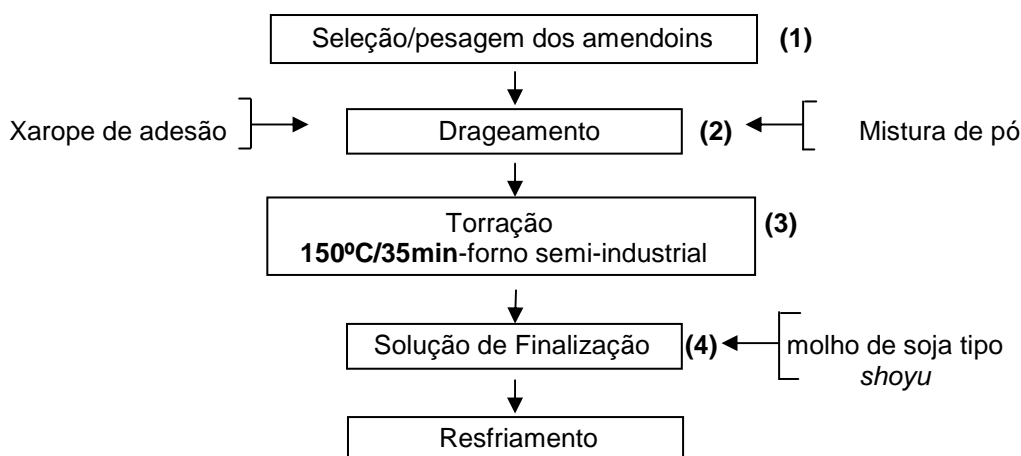 Seleção/pesagem dos amendoins (1)
Xarope de adesão
Drageamento (2)
Mistura de pó
Torração (3)
150ºC/35min-forno semi-industrial
Solução de Finalização (4)
molho de soja tipo
shoyu
Resfriamento